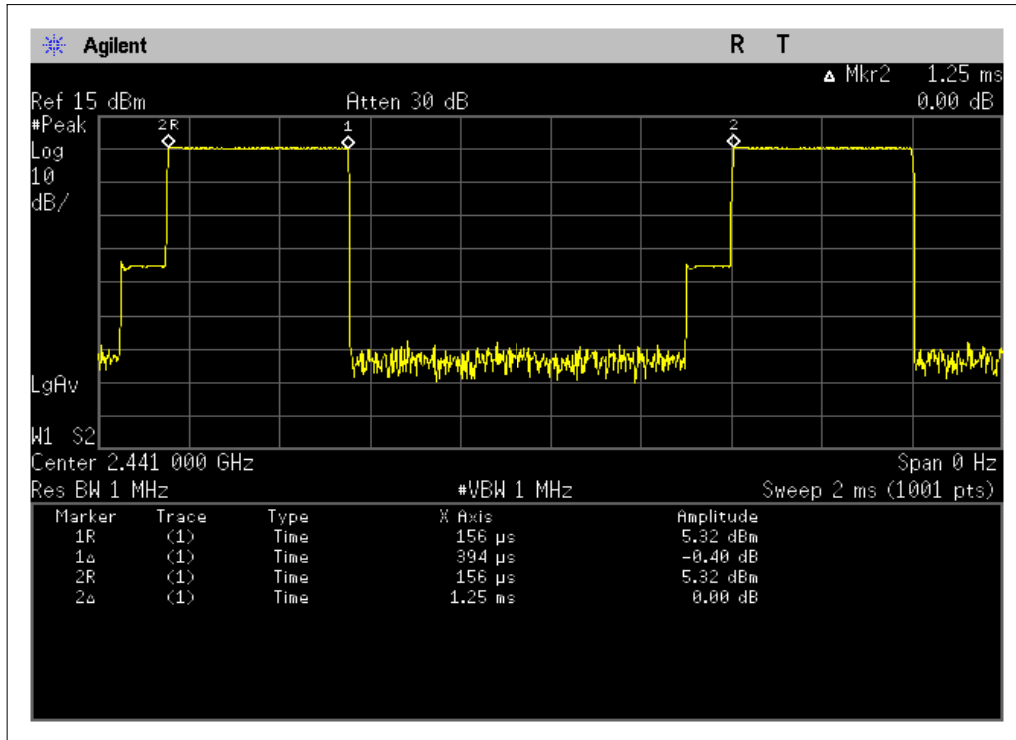 Agilent R T
Δ Mkr2 1.25 ms
Ref 15 dBm Atten 30 dB 0.00 dB
#Peak
Log
10
dB/
2R 1 2
LgAv
W1 S2
Center 2.441 000 GHz Span 0 Hz
Res BW 1 MHz #VBW 1 MHz Sweep 2 ms (1001 pts)
Marker Trace Type X Axis Amplitude
1R (1) Time 156 µs 5.32 dBm
1Δ (1) Time 394 µs -0.40 dB
2R (1) Time 156 µs 5.32 dBm
2Δ (1) Time 1.25 ms 0.00 dB